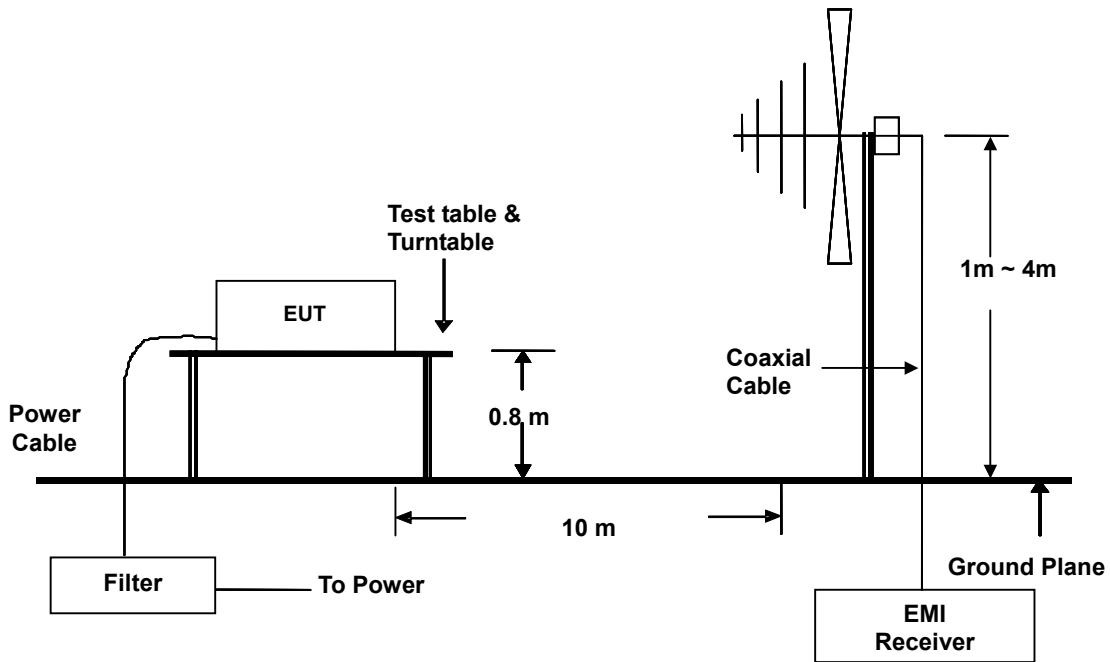 Test table &
Turntable
EUT
1m ~ 4m
Coaxial
Cable
0.8 m
Power
Cable
10 m
Ground Plane
Filter
To Power
EMI
Receiver